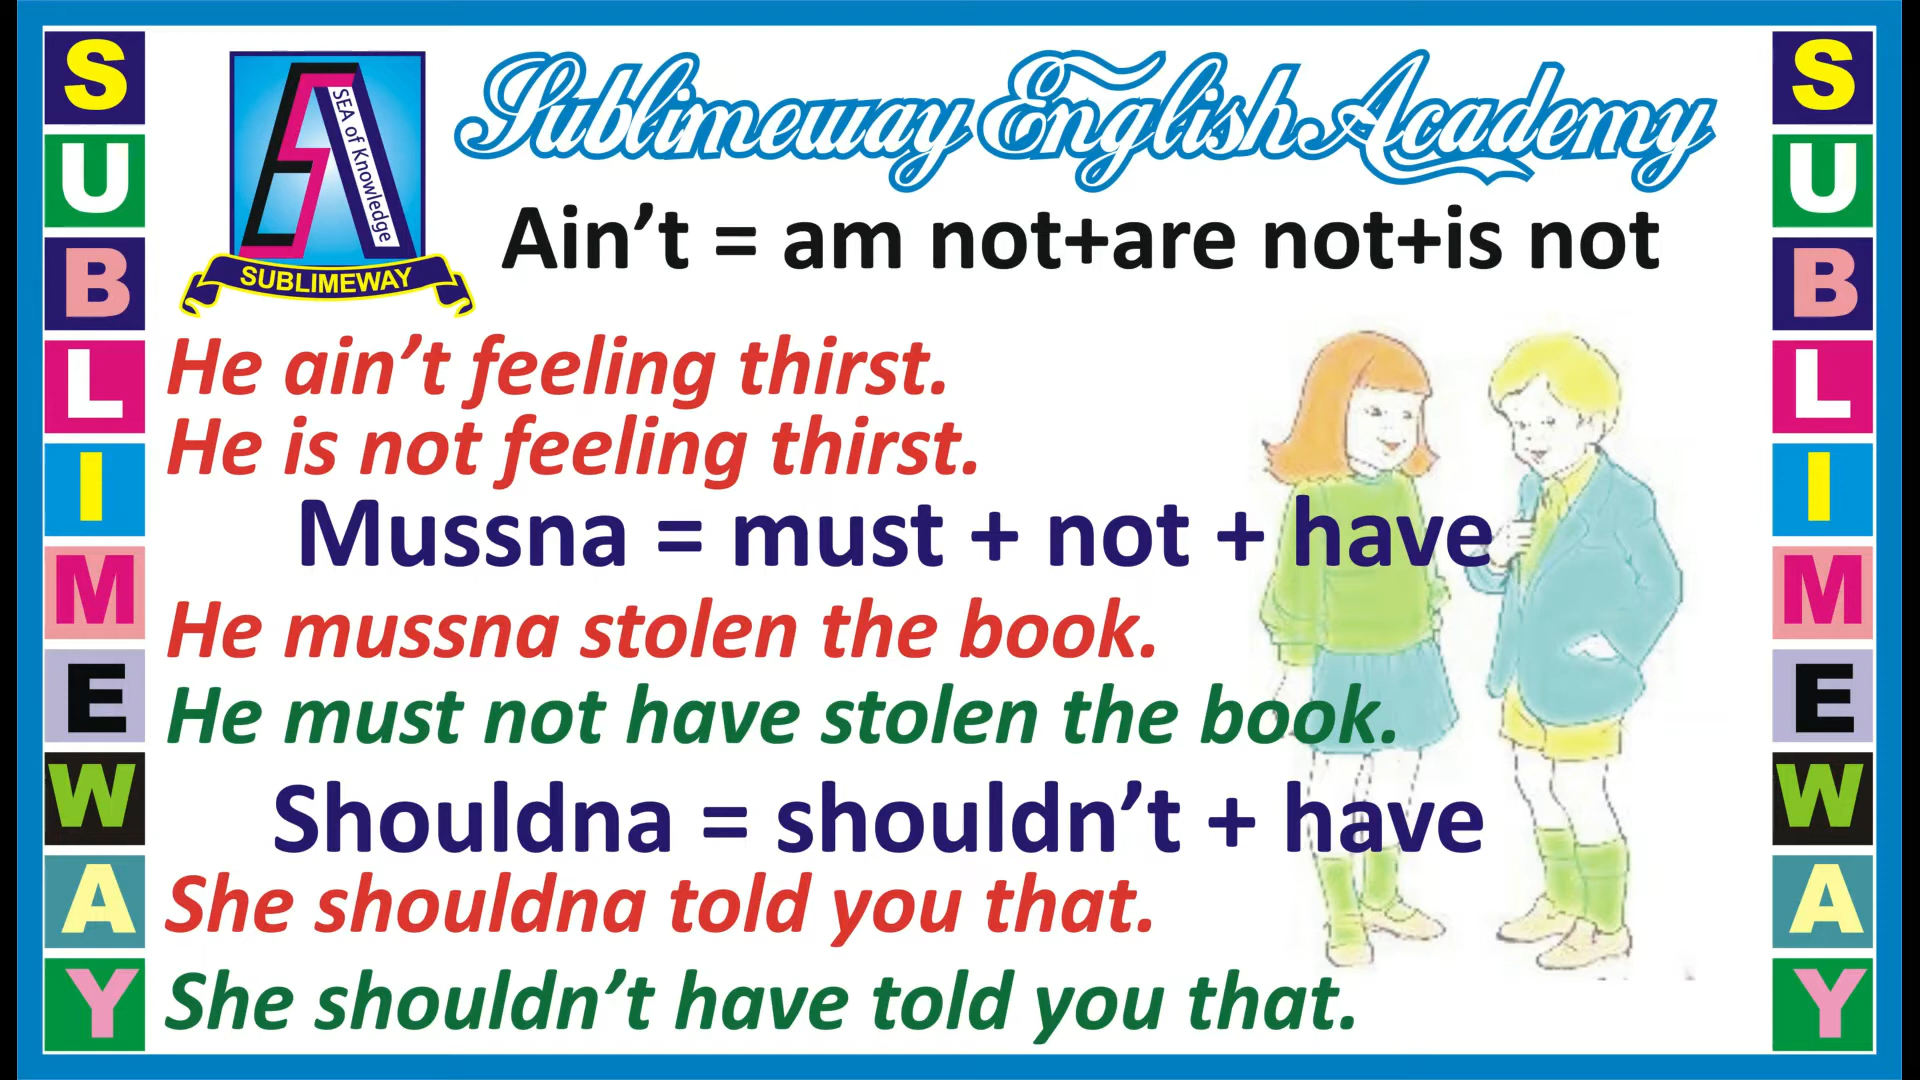 SUBLIMEWAY
SEA of Knowledge
SUBLIMEWAY
Sublimeway English Academy
Ain’t = am not+are not+is not
He ain’t feeling thirst.
He is not feeling thirst.
Mussna = must + not + have
He mussna stolen the book.
He must not have stolen the book.
Shouldna = shouldn’t + have
She shouldna told you that.
She shouldn’t have told you that.
SUBLIMEWAY